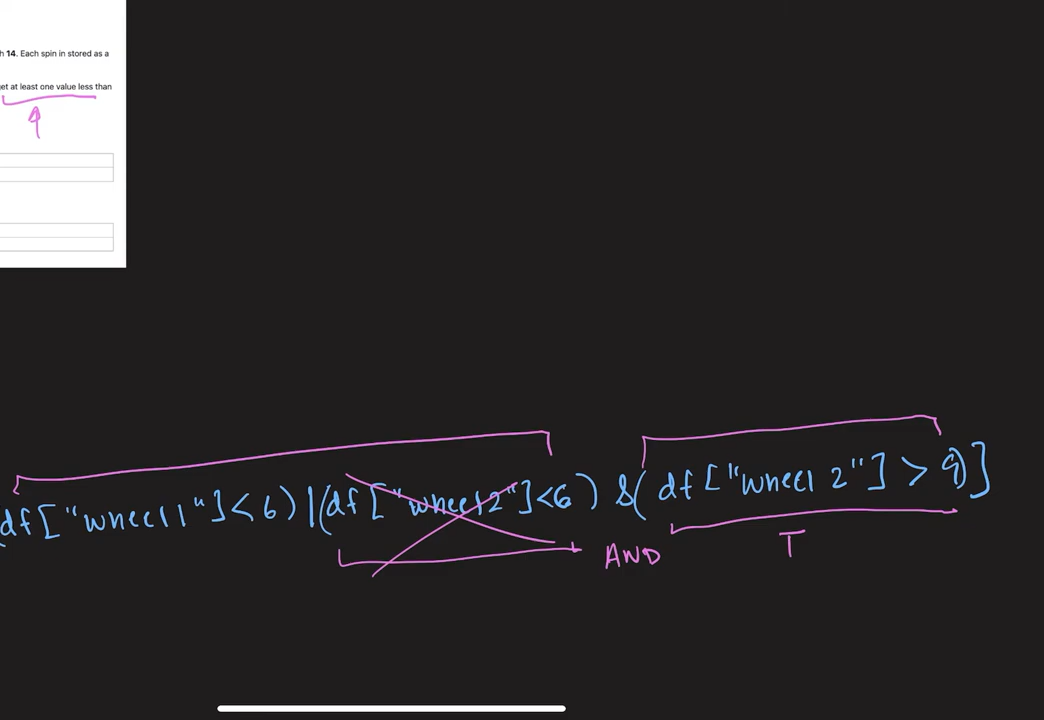 h 14. Each spin in stored as a
et at least one value less than
(df["wheel1"]<6)|(df["wheel2"]<6) &(df["wheel 2"]>9)]
AND T